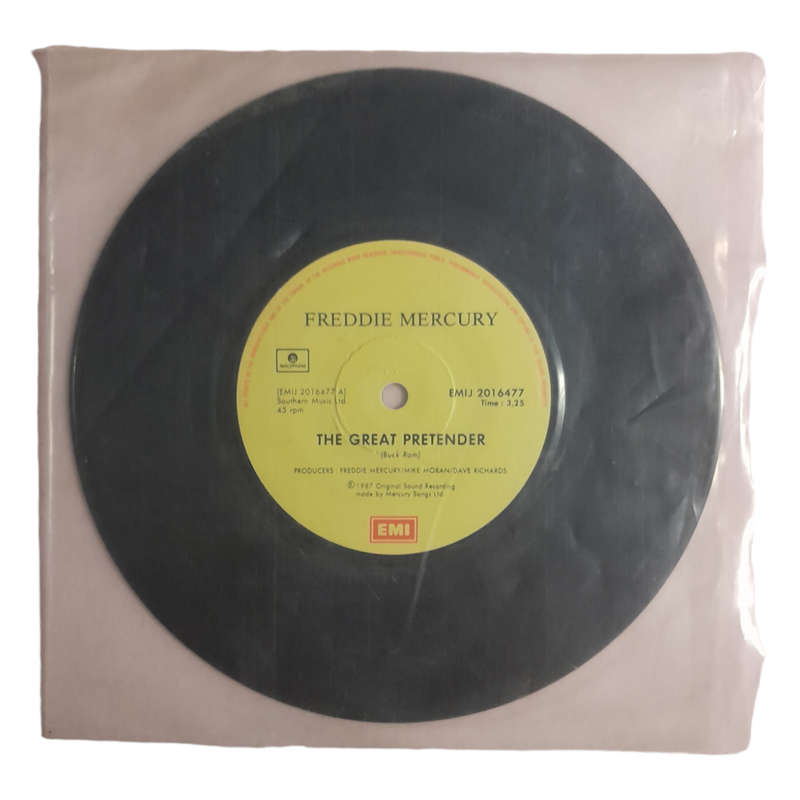 FREDDIE MERCURY
PARLOPHONE
[EMIJ 2016477 A]
Southern Music Ltd.
45 rpm
EMIJ 2016477
Time : 3.25
THE GREAT PRETENDER
(Buck Ram)
PRODUCERS : FREDDIE MERCURY/MIKE MORAN/DAVE RICHARDS
Ⓟ 1987 Original Sound Recording
made by Mercury Songs Ltd
EMI